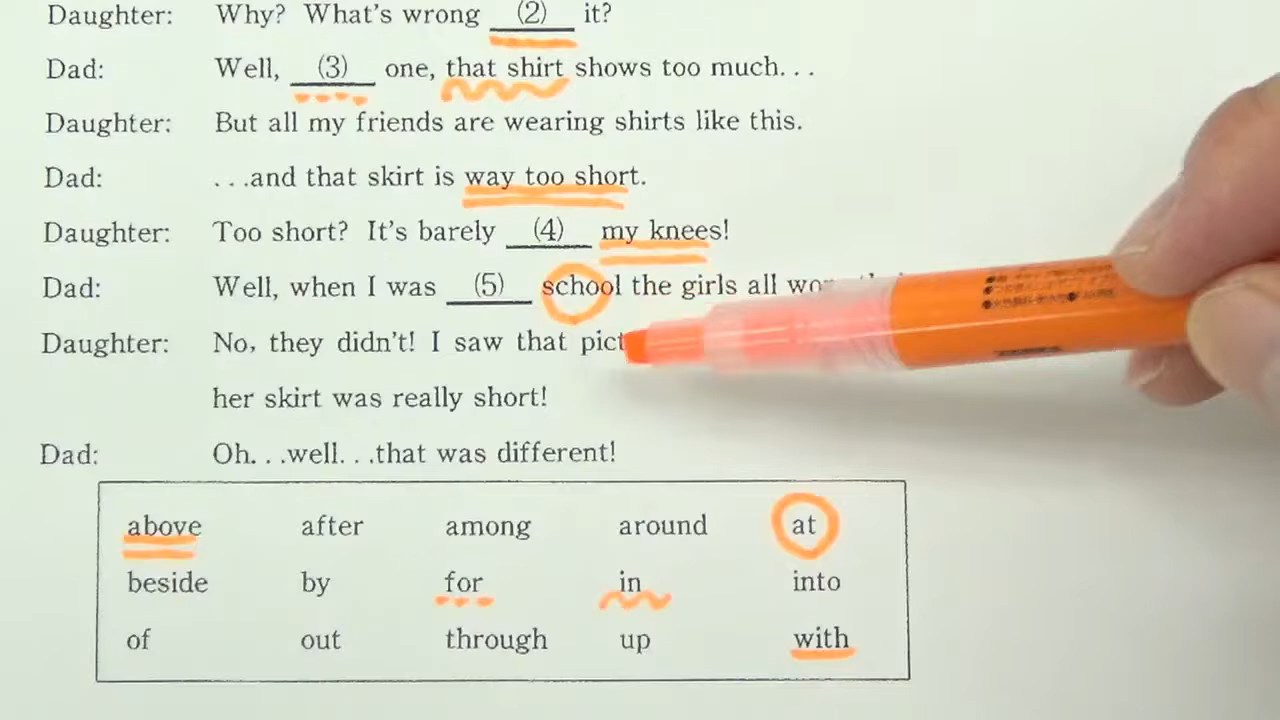 Daughter: Why? What's wrong (2) it?
Dad: Well, (3) one, that shirt shows too much...
Daughter: But all my friends are wearing shirts like this.
Dad: ...and that skirt is way too short.
Daughter: Too short? It's barely (4) my knees!
Dad: Well, when I was (5) school the girls all
Daughter: No, they didn't! I saw that
her skirt was really short!
Dad: Oh...well...that was different!
above after among around at
beside by for in into
of out through up with